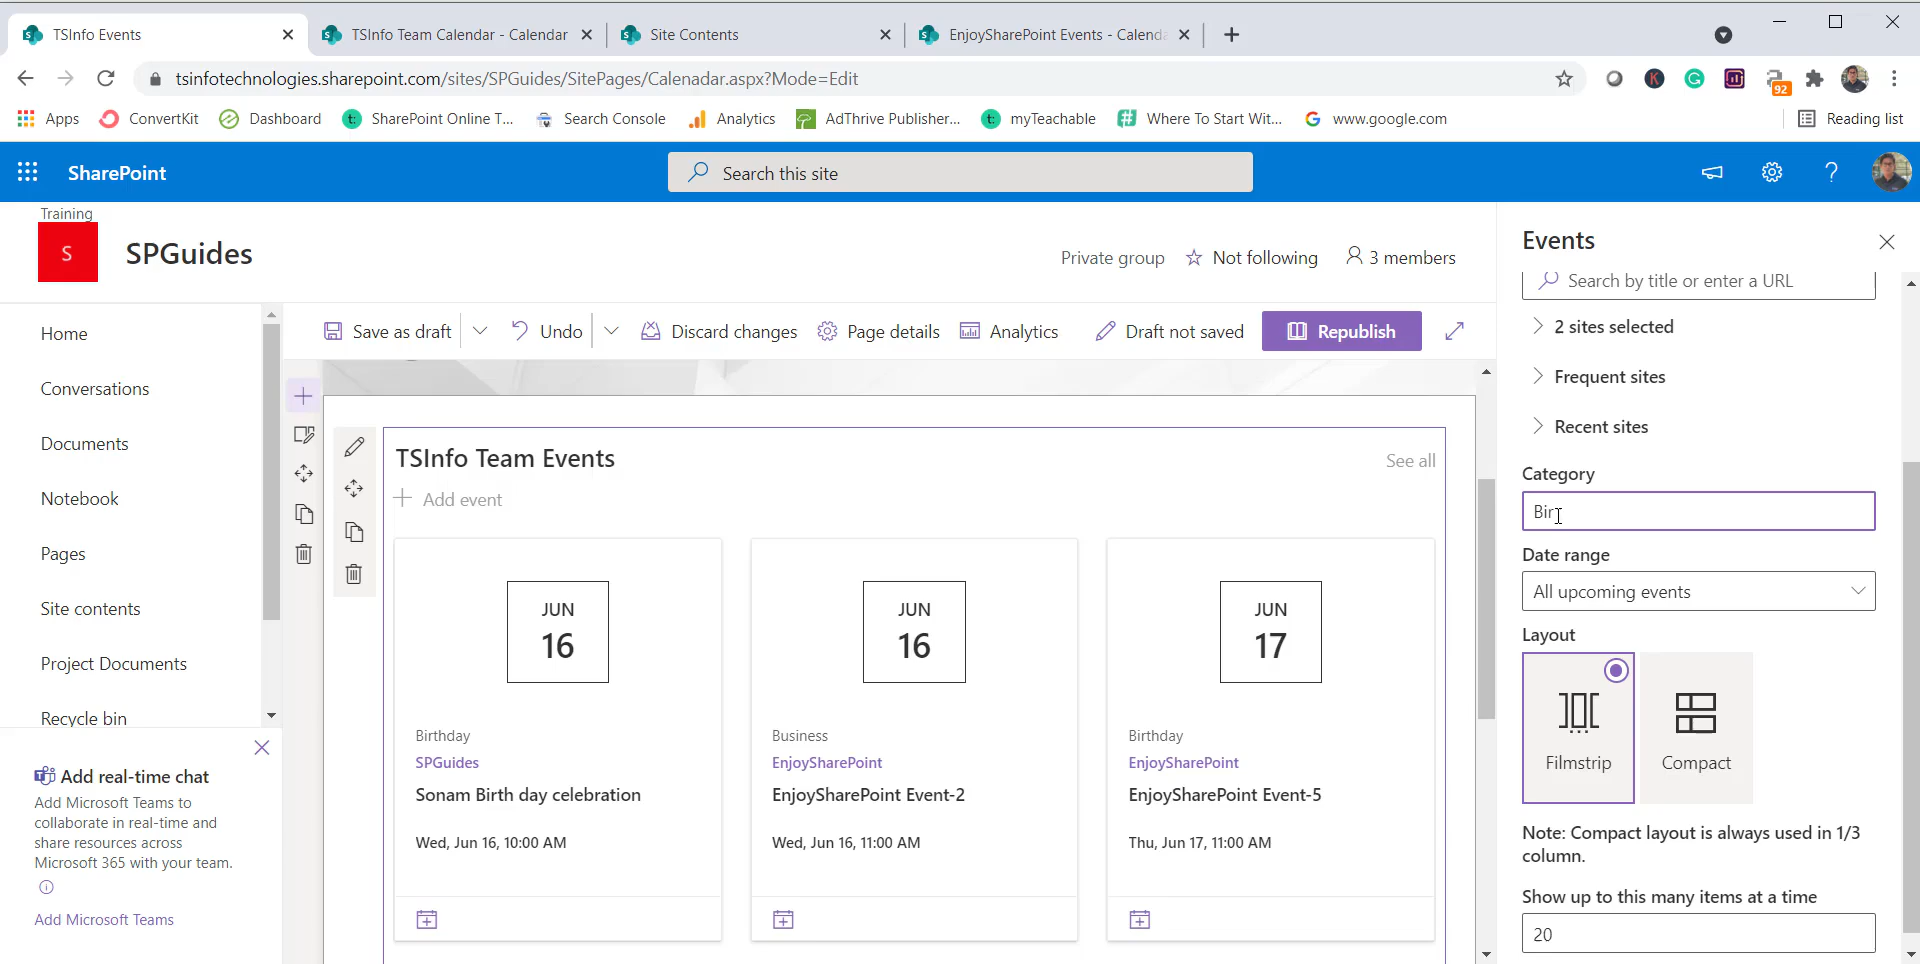 TSInfo Events
TSInfo Team Calendar - Calendar
Site Contents
EnjoySharePoint Events - Calenda
tsinfotechnologies.sharepoint.com/sites/SPGuides/SitePages/Calenadar.aspx?Mode=Edit
92
Apps
ConvertKit
Dashboard
SharePoint Online T...
Search Console
Analytics
AdThrive Publisher...
myTeachable
Where To Start Wit...
www.google.com
Reading list
SharePoint
Search this site
Training
S
SPGuides
Private group
Not following
3 members
Home
Conversations
Documents
Notebook
Pages
Site contents
Project Documents
Recycle bin
Add real-time chat
Add Microsoft Teams to
collaborate in real-time and
share resources across
Microsoft 365 with your team.
Add Microsoft Teams
Save as draft
Undo
Discard changes
Page details
Analytics
Draft not saved
Republish
TSInfo Team Events
See all
Add event
JUN
16
Birthday
SPGuides
Sonam Birth day celebration
Wed, Jun 16, 10:00 AM
JUN
16
Business
EnjoySharePoint
EnjoySharePoint Event-2
Wed, Jun 16, 11:00 AM
JUN
17
Birthday
EnjoySharePoint
EnjoySharePoint Event-5
Thu, Jun 17, 11:00 AM
Events
Search by title or enter a URL
2 sites selected
Frequent sites
Recent sites
Category
Bir
Date range
All upcoming events
Layout
Filmstrip
Compact
Note: Compact layout is always used in 1/3
column.
Show up to this many items at a time
20